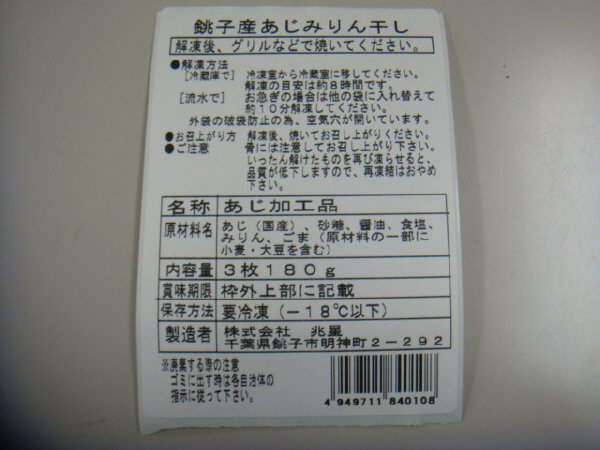 銚子産あじみりん干し
解凍後、グリルなどで焼いてください。
●解凍方法
［冷蔵庫で］ 冷凍室から冷蔵室に移してください。
解凍の目安は約8時間です。
［流水で］ お急ぎの場合は他の袋に入れ替えて
約10分解凍してください。
外袋の破袋防止の為、空気穴が開いています。
●お召上がり方 解凍後、焼いてお召し上がりください。
●ご注意 骨には注意してお召し上がり下さい。
いったん解けたものを再び凍らせると、
品質が低下しますので、再凍結はおやめ
下さい。
名称 あじ加工品
原材料名 あじ（国産）、砂糖、醤油、食塩、
みりん、ごま（原材料の一部に
小麦・大豆を含む）
内容量 3枚180g
賞味期限 枠外上部に記載
保存方法 要冷凍（－18℃以下）
製造者 株式会社 兆星
千葉県銚子市明神町2－292
※廃棄する際の注意
ゴミに出す時は各自治体の
指示に従って下さい。
4 949711 840108